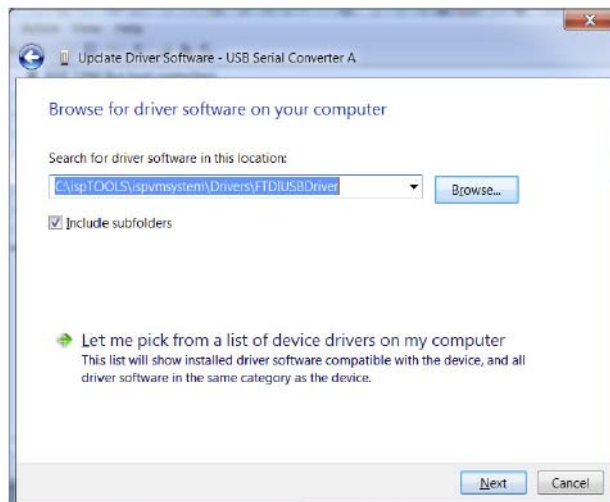 Action View Help
Update Driver Software - USB Serial Converter A
Browse for driver software on your computer
Search for driver software in this location:
C:\ispTOOLS\ispvmsystem\Drivers\FTDIUSBDriver
Browse...
Include subfolders
Let me pick from a list of device drivers on my computer
This list will show installed driver software compatible with the device, and all
driver software in the same category as the device.
Next
Cancel